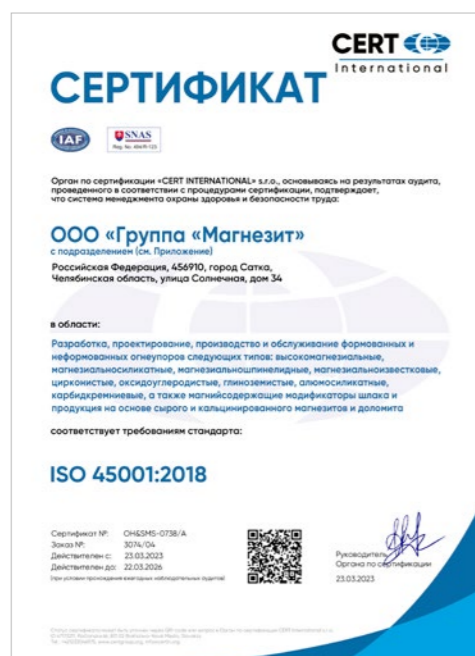 CERT
International
СЕРТИФИКАТ
IAF
SNAS
Орган по сертификации «CERT INTERNATIONAL» s.r.o., основываясь на результатах аудита,
проведенного в соответствии с процедурами сертификации, подтверждает,
что система менеджмента охраны здоровья и безопасности труда:
ООО «Группа «Магнезит»
с подразделением (см. Приложение)
Российская Федерация, 456910, город Сатка,
Челябинская область, улица Солнечная, дом 34
в области:
Разработка, проектирование, производство и обслуживание формованных и
неформованных огнеупоров следующих типов: высокомагнезиальные,
магнезиальносиликатные, магнезиальношпинелидные, магнезиальноизвестковые,
цирконистые, оксидоуглеродистые, глиноземистые, алюмосиликатные,
карбидкремниевые, а также магнийсодержащие модификаторы шлака и
продукция на основе сырого и кальцинированного магнезитов и доломита
соответствует требованиям стандарта:
ISO 45001:2018
Сертификат №: OH&SMS-0738/A
Заказ №: 3074/04
Действителен с: 23.03.2023
Действителен до: 22.03.2026
(при условии прохождения ежегодных наблюдательных аудитов)
Руководитель
Органа по сертификации
23.03.2023